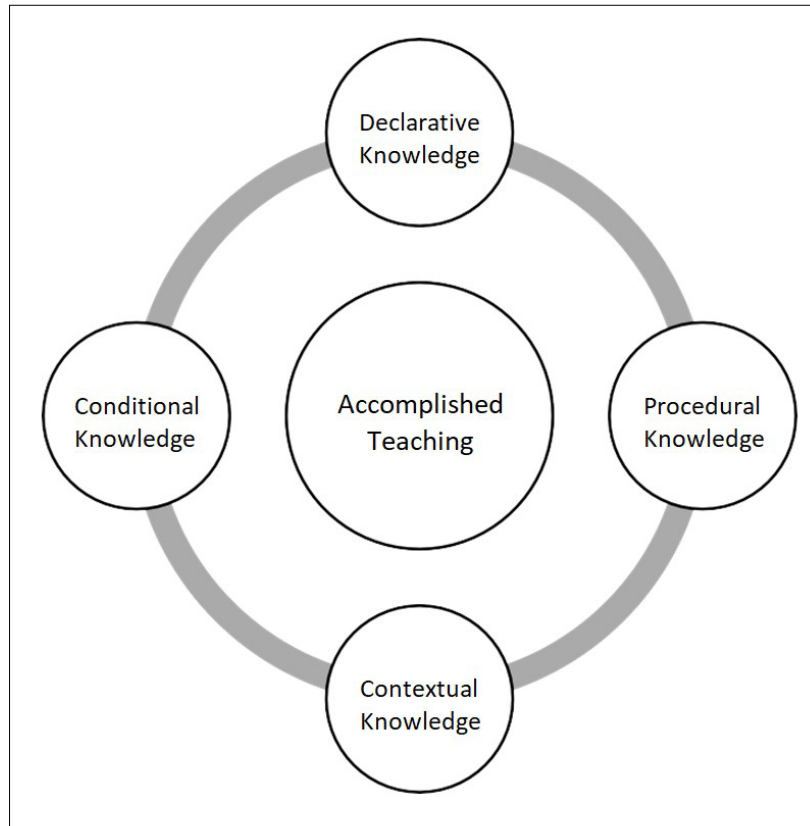 Declarative
Knowledge
Conditional
Knowledge
Accomplished
Teaching
Procedural
Knowledge
Contextual
Knowledge